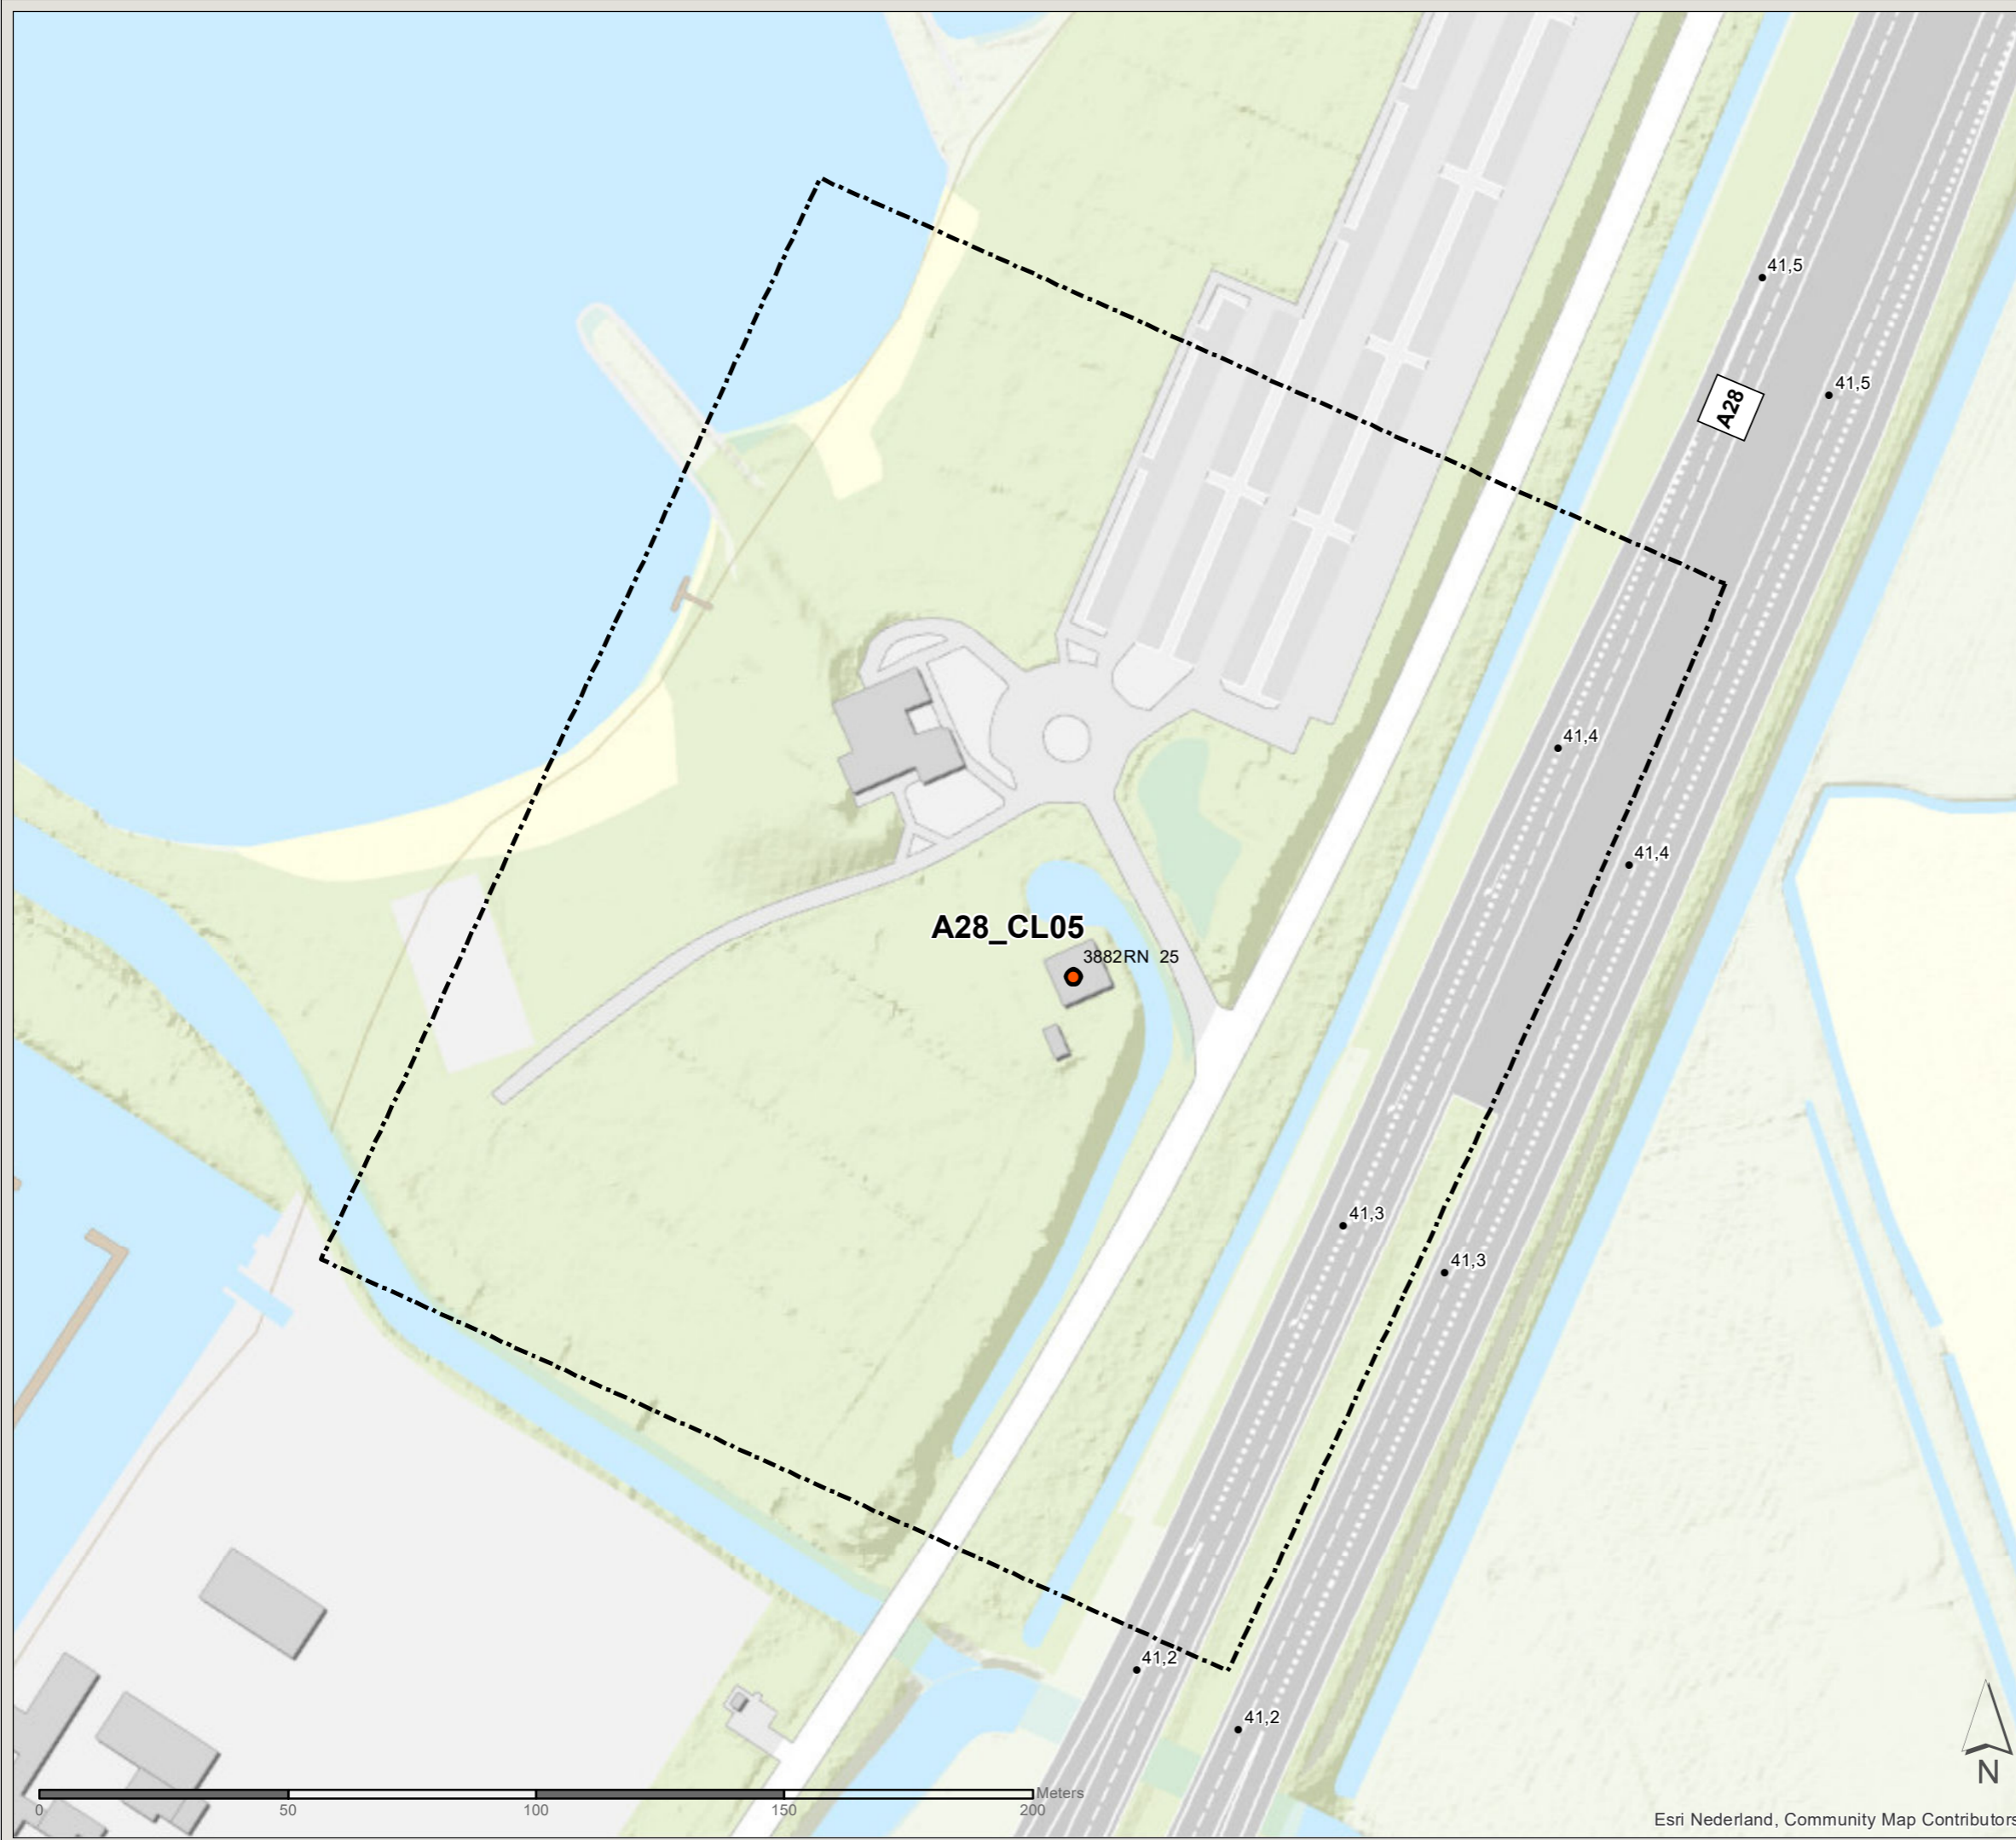 41,5
41,5
A28
41,4
41,4
A28_CL05
3882RN 25
41,3
41,3
41,2
41,2
N
Meters
0 50 100 150 200
Esri Nederland, Community Map Contributors